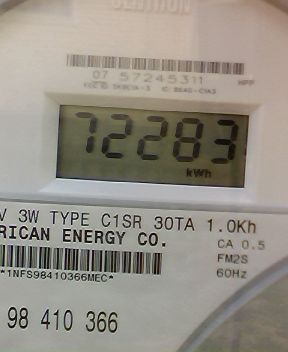 CENTRON
07 57245311
72283
kWh
V 3W TYPE C1SR 30TA 1.0Kh
RICAN ENERGY CO.
CA 0.5
FM2S
60Hz
*1NFS98410366MEC*
98 410 366